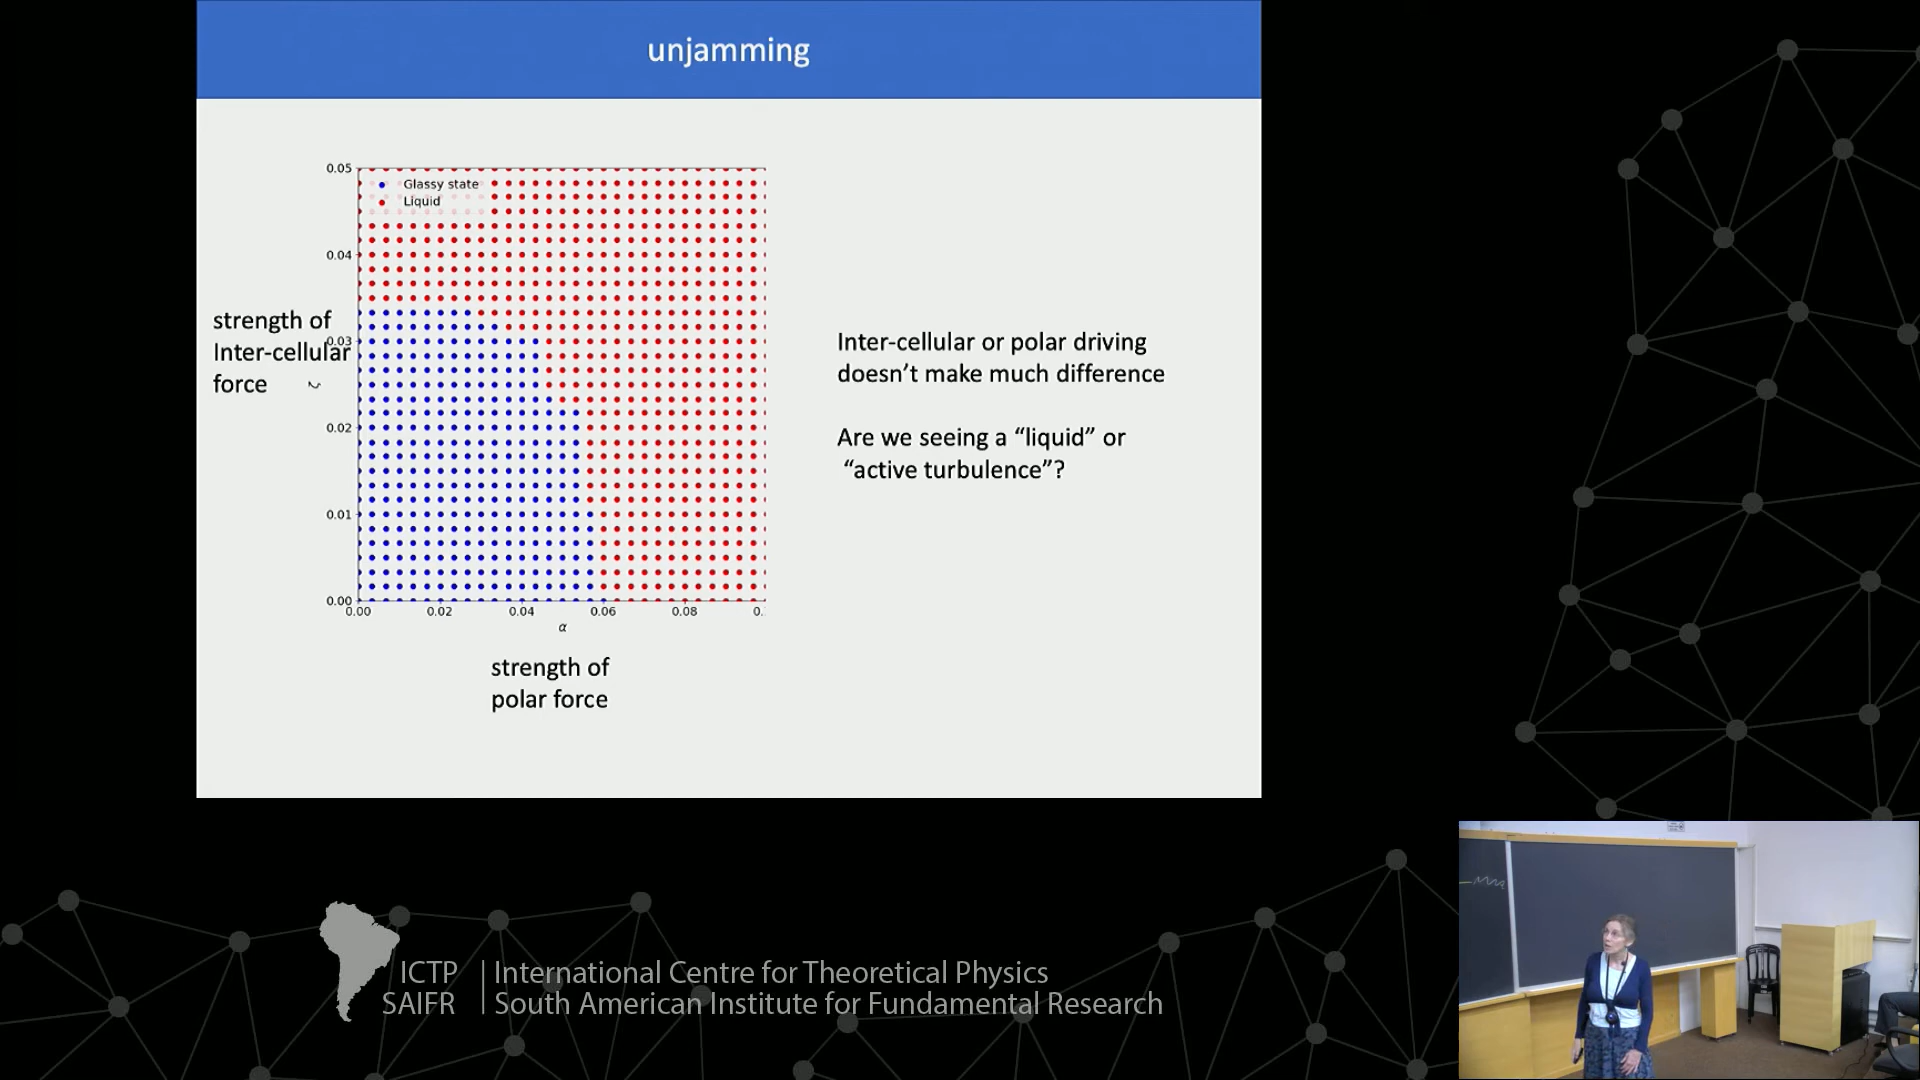 unjamming
0.05
Glassy state
Liquid
0.04
strength of
Inter-cellular
force
0.03
0.02
0.01
0.00
0.00
0.02
0.04
0.06
0.08
0.
α
strength of
polar force
Inter-cellular or polar driving
doesn’t make much difference
Are we seeing a “liquid” or
“active turbulence”?
ICTP
SAIFR
International Centre for Theoretical Physics
South American Institute for Fundamental Research